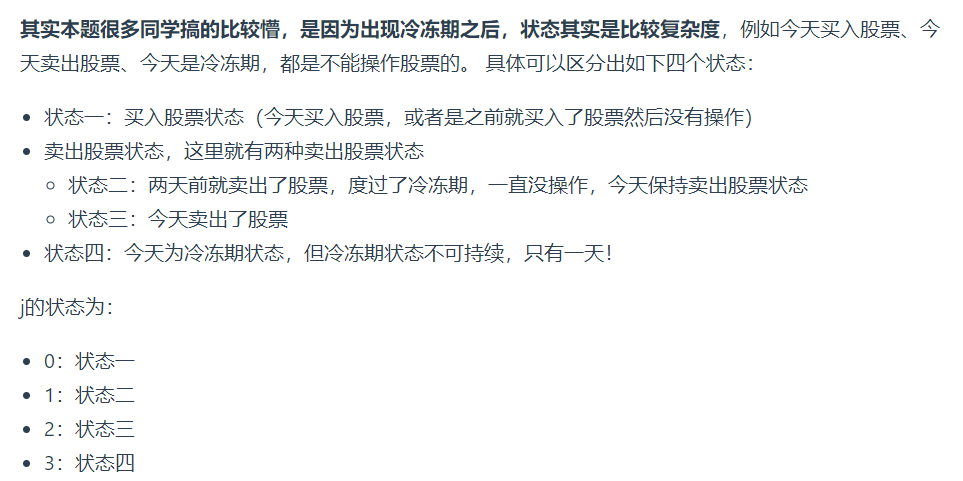 其实本题很多同学搞的比较懵，是因为出现冷冻期之后，状态其实是比较复杂度，例如今天买入股票、今
天卖出股票、今天是冷冻期，都是不能操作股票的。 具体可以区分出如下四个状态：
状态一：买入股票状态（今天买入股票，或者是之前就买入了股票然后没有操作）
卖出股票状态，这里就有两种卖出股票状态
状态二：两天前就卖出了股票，度过了冷冻期，一直没操作，今天保持卖出股票状态
状态三：今天卖出了股票
状态四：今天为冷冻期状态，但冷冻期状态不可持续，只有一天！
j的状态为：
0：状态一
1：状态二
2：状态三
3：状态四